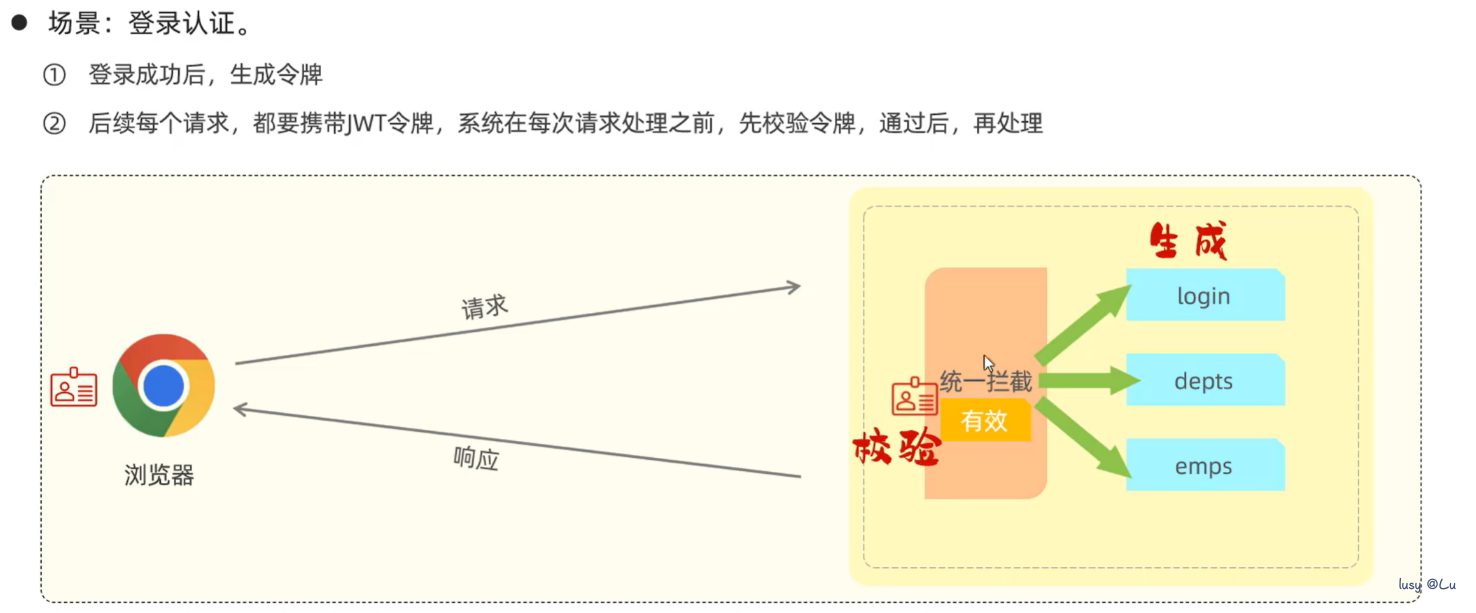 ● 场景：登录认证。
① 登录成功后，生成令牌
② 后续每个请求，都要携带JWT令牌，系统在每次请求处理之前，先校验令牌，通过后，再处理
生成
login
请求
统一拦截
depts
有效
校验
响应
emps
浏览器
lusy @Lu